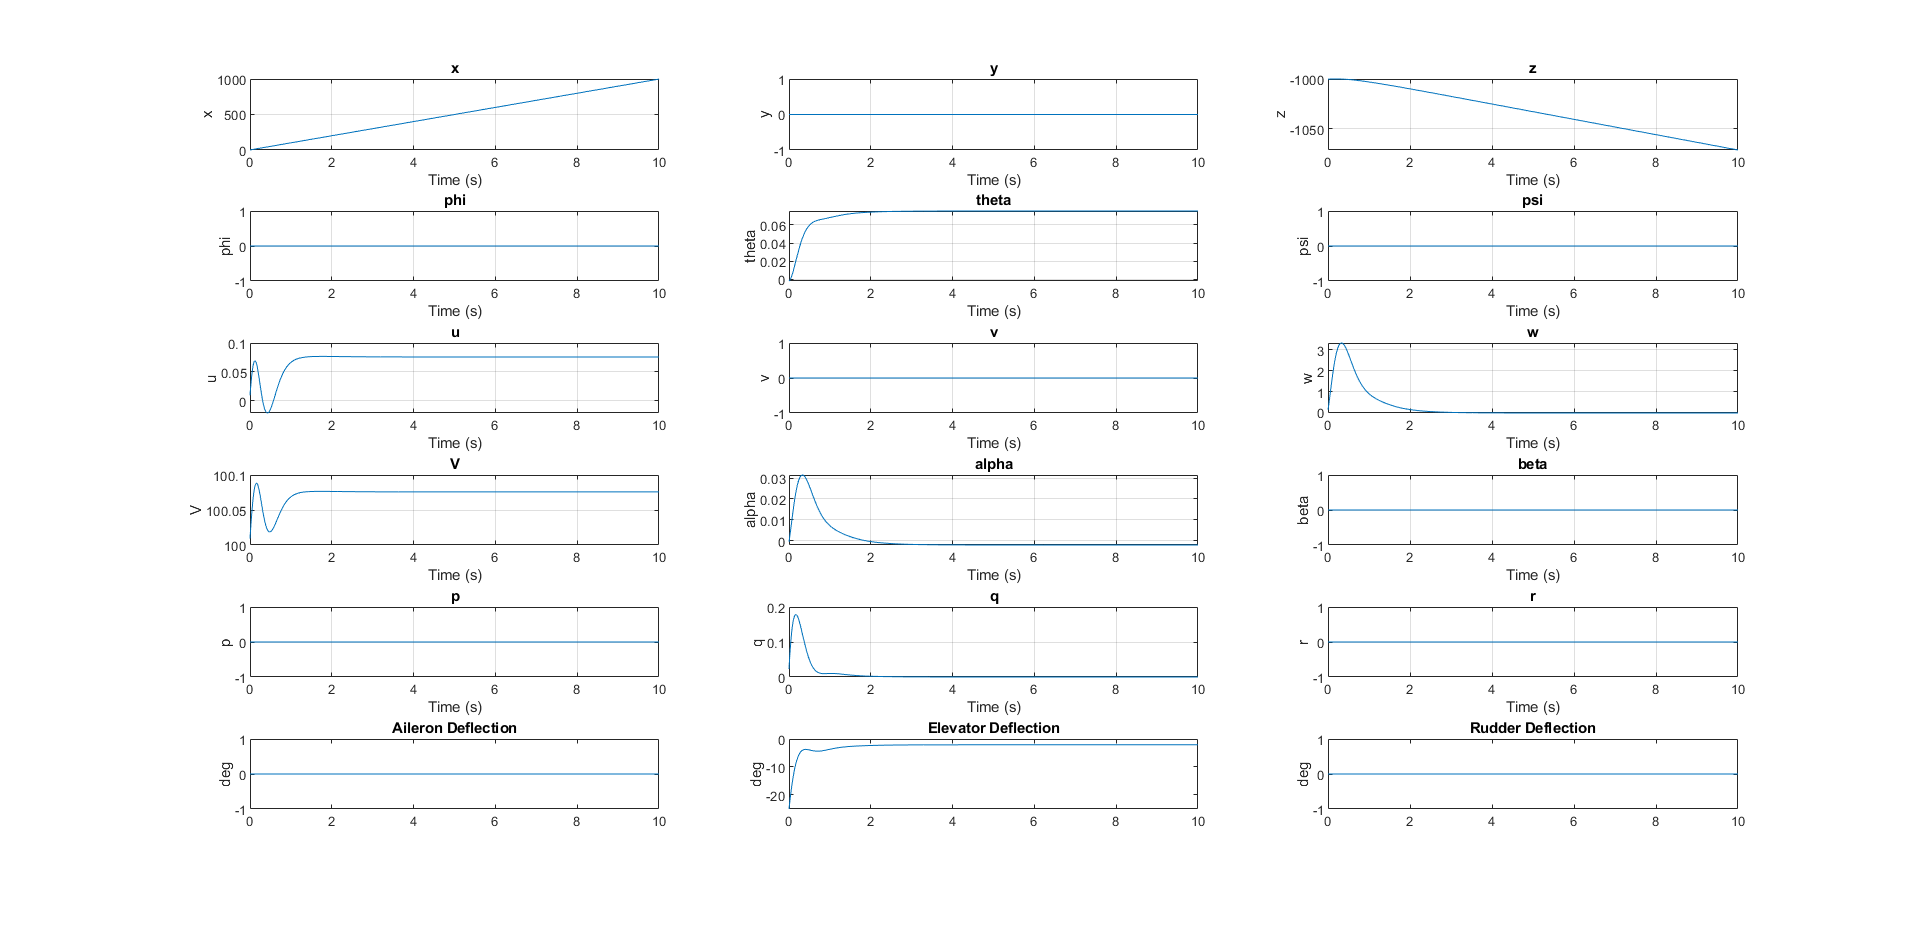 x
x
1000
500
0
0 2 4 6 8 10
Time (s)
y
y
1
0
-1
0 2 4 6 8 10
Time (s)
z
z
-1000
-1050
0 2 4 6 8 10
Time (s)
phi
phi
1
0
-1
0 2 4 6 8 10
Time (s)
theta
theta
0.06
0.04
0.02
0
0 2 4 6 8 10
Time (s)
psi
psi
1
0
-1
0 2 4 6 8 10
Time (s)
u
u
0.1
0.05
0
0 2 4 6 8 10
Time (s)
v
v
1
0
-1
0 2 4 6 8 10
Time (s)
w
w
3
2
1
0
0 2 4 6 8 10
Time (s)
V
V
100.1
100.05
100
0 2 4 6 8 10
Time (s)
alpha
alpha
0.03
0.02
0.01
0
0 2 4 6 8 10
Time (s)
beta
beta
1
0
-1
0 2 4 6 8 10
Time (s)
p
p
1
0
-1
0 2 4 6 8 10
Time (s)
q
q
0.2
0.1
0
0 2 4 6 8 10
Time (s)
r
r
1
0
-1
0 2 4 6 8 10
Time (s)
Aileron Deflection
deg
1
0
-1
0 2 4 6 8 10
Elevator Deflection
deg
0
-10
-20
0 2 4 6 8 10
Rudder Deflection
deg
1
0
-1
0 2 4 6 8 10